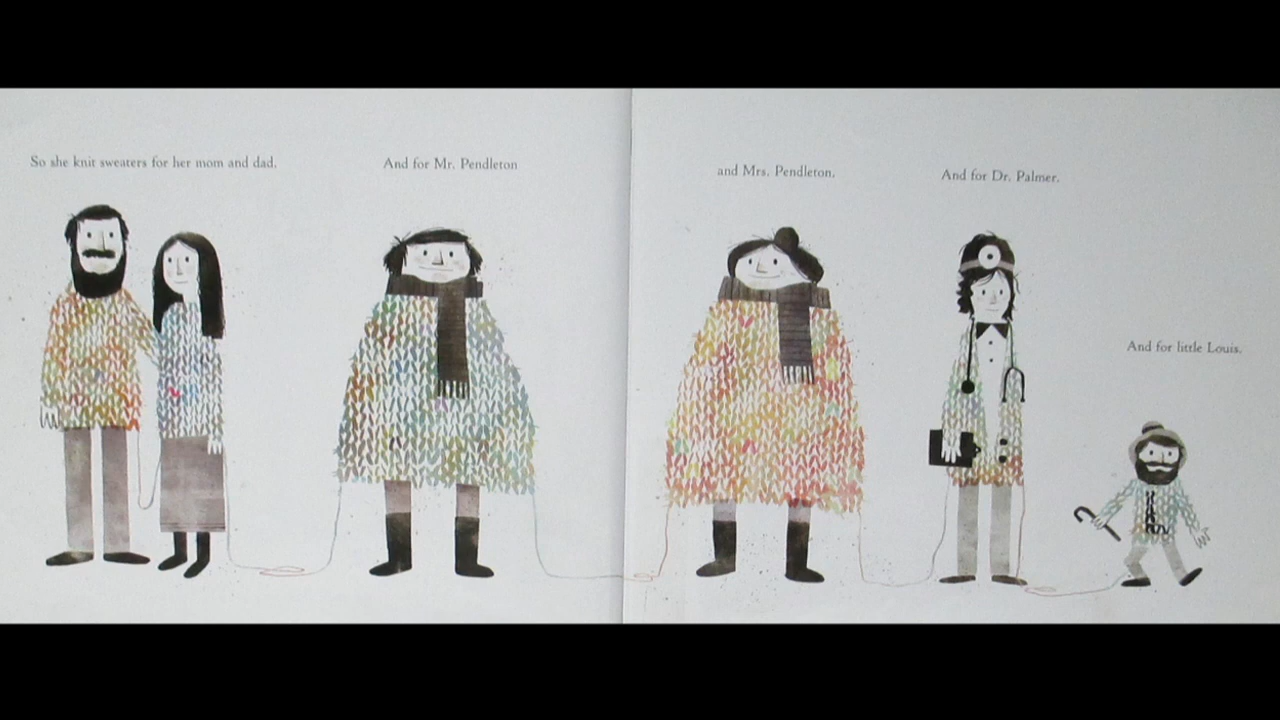 So she knit sweaters for her mom and dad.
And for Mr. Pendleton
and Mrs. Pendleton.
And for Dr. Palmer.
And for little Louis.